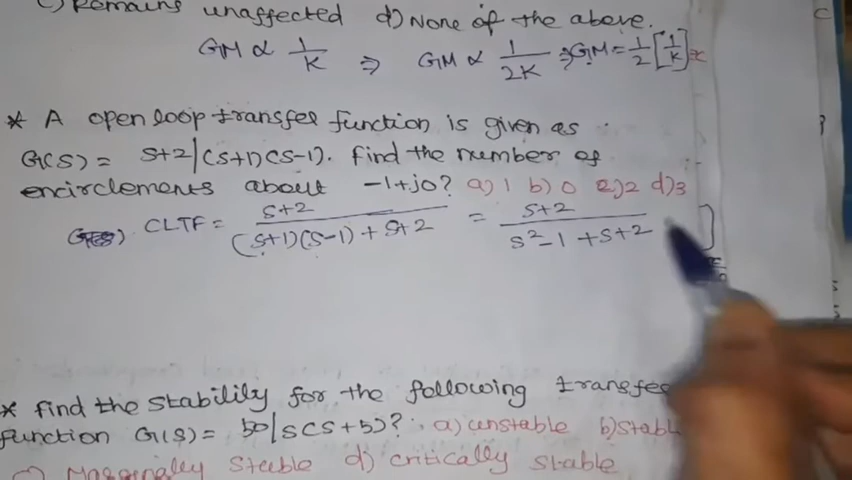 c) Remains unaffected d) None of the above.
GM ∝ 1/K ⇒ GM ∝ 1/2K ⇒ GM = 1/2 [1/K]
* A open loop transfer function is given as
G(s) = s+2|(s+1)(s-1). Find the number of
encirclements about -1+j0? a) 1 b) 0 c) 2 d) 3
CLTF = s+2/(s+1)(s-1)+s+2 = s+2/s²-1+s+2
* find the stability for the following transfe
function G(s) = 50|s(s+5)? a) unstable b) stabl
c) Marginally stable d) critically stable